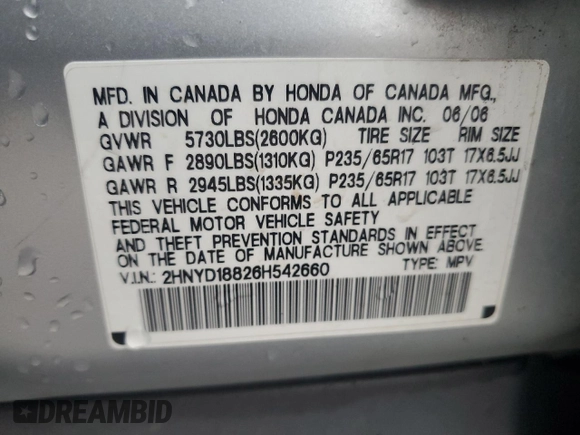 MFD. IN CANADA BY HONDA OF CANADA MFG.,
A DIVISION OF HONDA CANADA INC. 06/06
GVWR 5730LBS(2600KG) TIRE SIZE RIM SIZE
GAWR F 2890LBS(1310KG) P235/65R17 103T 17X6.5JJ
GAWR R 2945LBS(1335KG) P235/65R17 103T 17X6.5JJ
THIS VEHICLE CONFORMS TO ALL APPLICABLE
FEDERAL MOTOR VEHICLE SAFETY
AND THEFT PREVENTION STANDARDS IN EFFECT
ON THE DATE OF MANUFACTURE SHOWN ABOVE.
V.I.N.: 2HNYD18826H542660 TYPE: MPV
DREAMBID